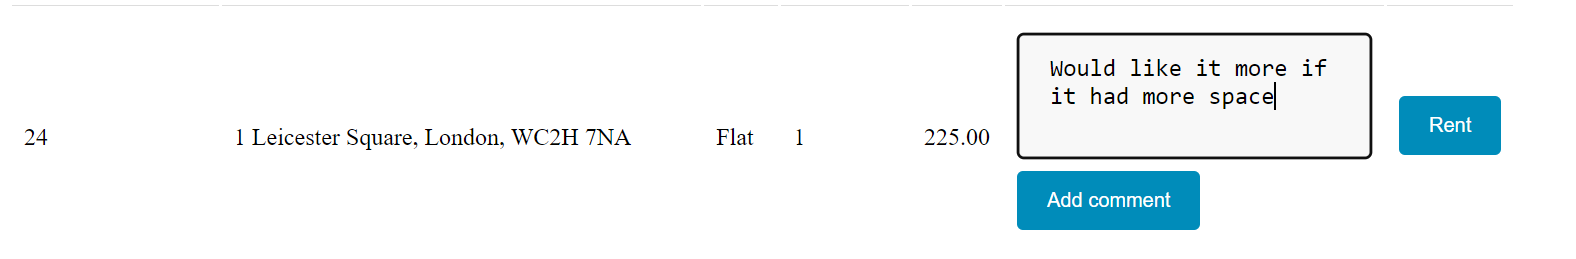 24 1 Leicester Square, London, WC2H 7NA Flat 1 225.00
Would like it more if
it had more space
Rent
Add comment